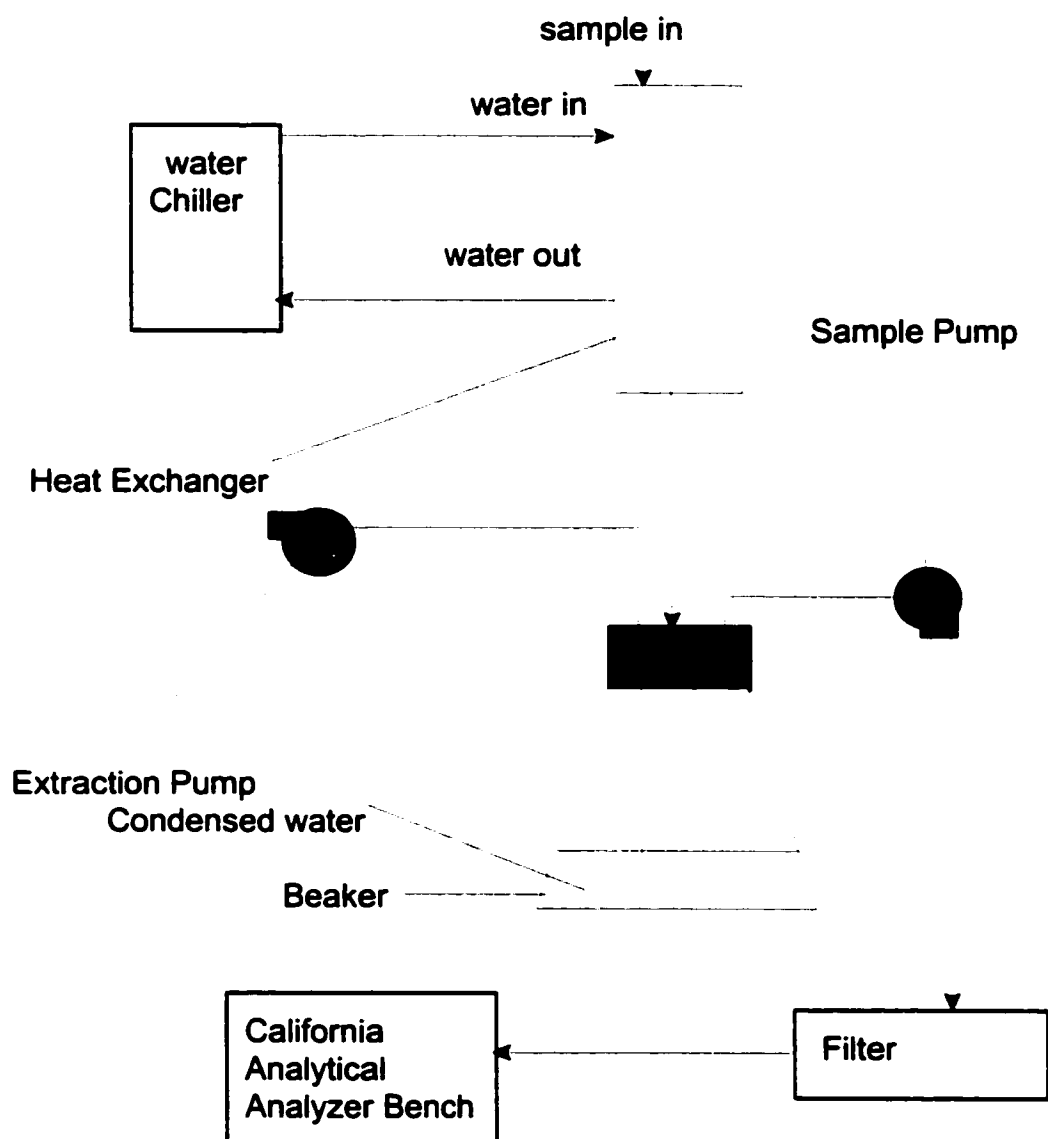 sample in
water in
water
Chiller
water out
Sample Pump
Heat Exchanger
Extraction Pump
Condensed water
Beaker
California
Analytical
Analyzer Bench
Filter